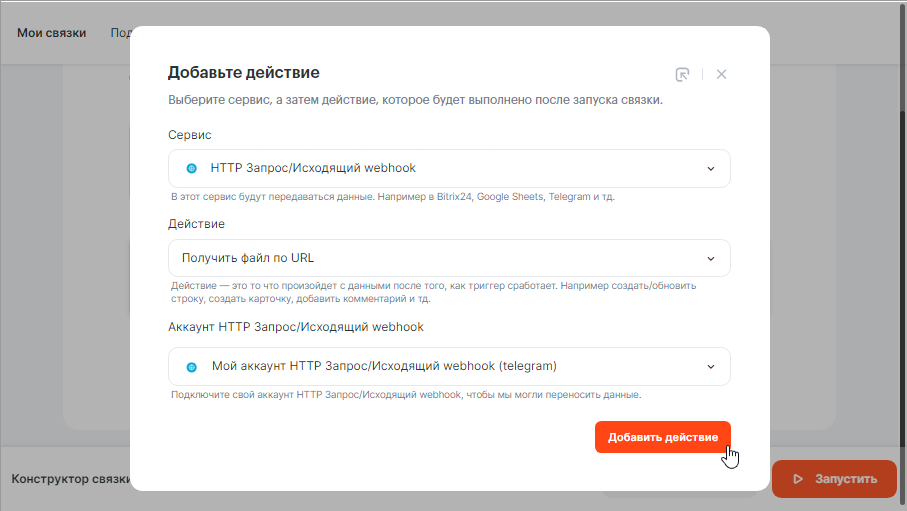 Мои связки
Под
Добавьте действие
Выберите сервис, а затем действие, которое будет выполнено после запуска связки.
Сервис
HTTP Запрос/Исходящий webhook
В этот сервис будут передаваться данные. Например в Bitrix24, Google Sheets, Telegram и тд.
Действие
Получить файл по URL
Действие — это то что произойдет с данными после того, как триггер сработает. Например создать/обновить
строку, создать карточку, добавить комментарий и тд.
Аккаунт HTTP Запрос/Исходящий webhook
Мой аккаунт HTTP Запрос/Исходящий webhook (telegram)
Подключите свой аккаунт HTTP Запрос/Исходящий webhook, чтобы мы могли переносить данные.
Добавить действие
Конструктор связки
Запустить